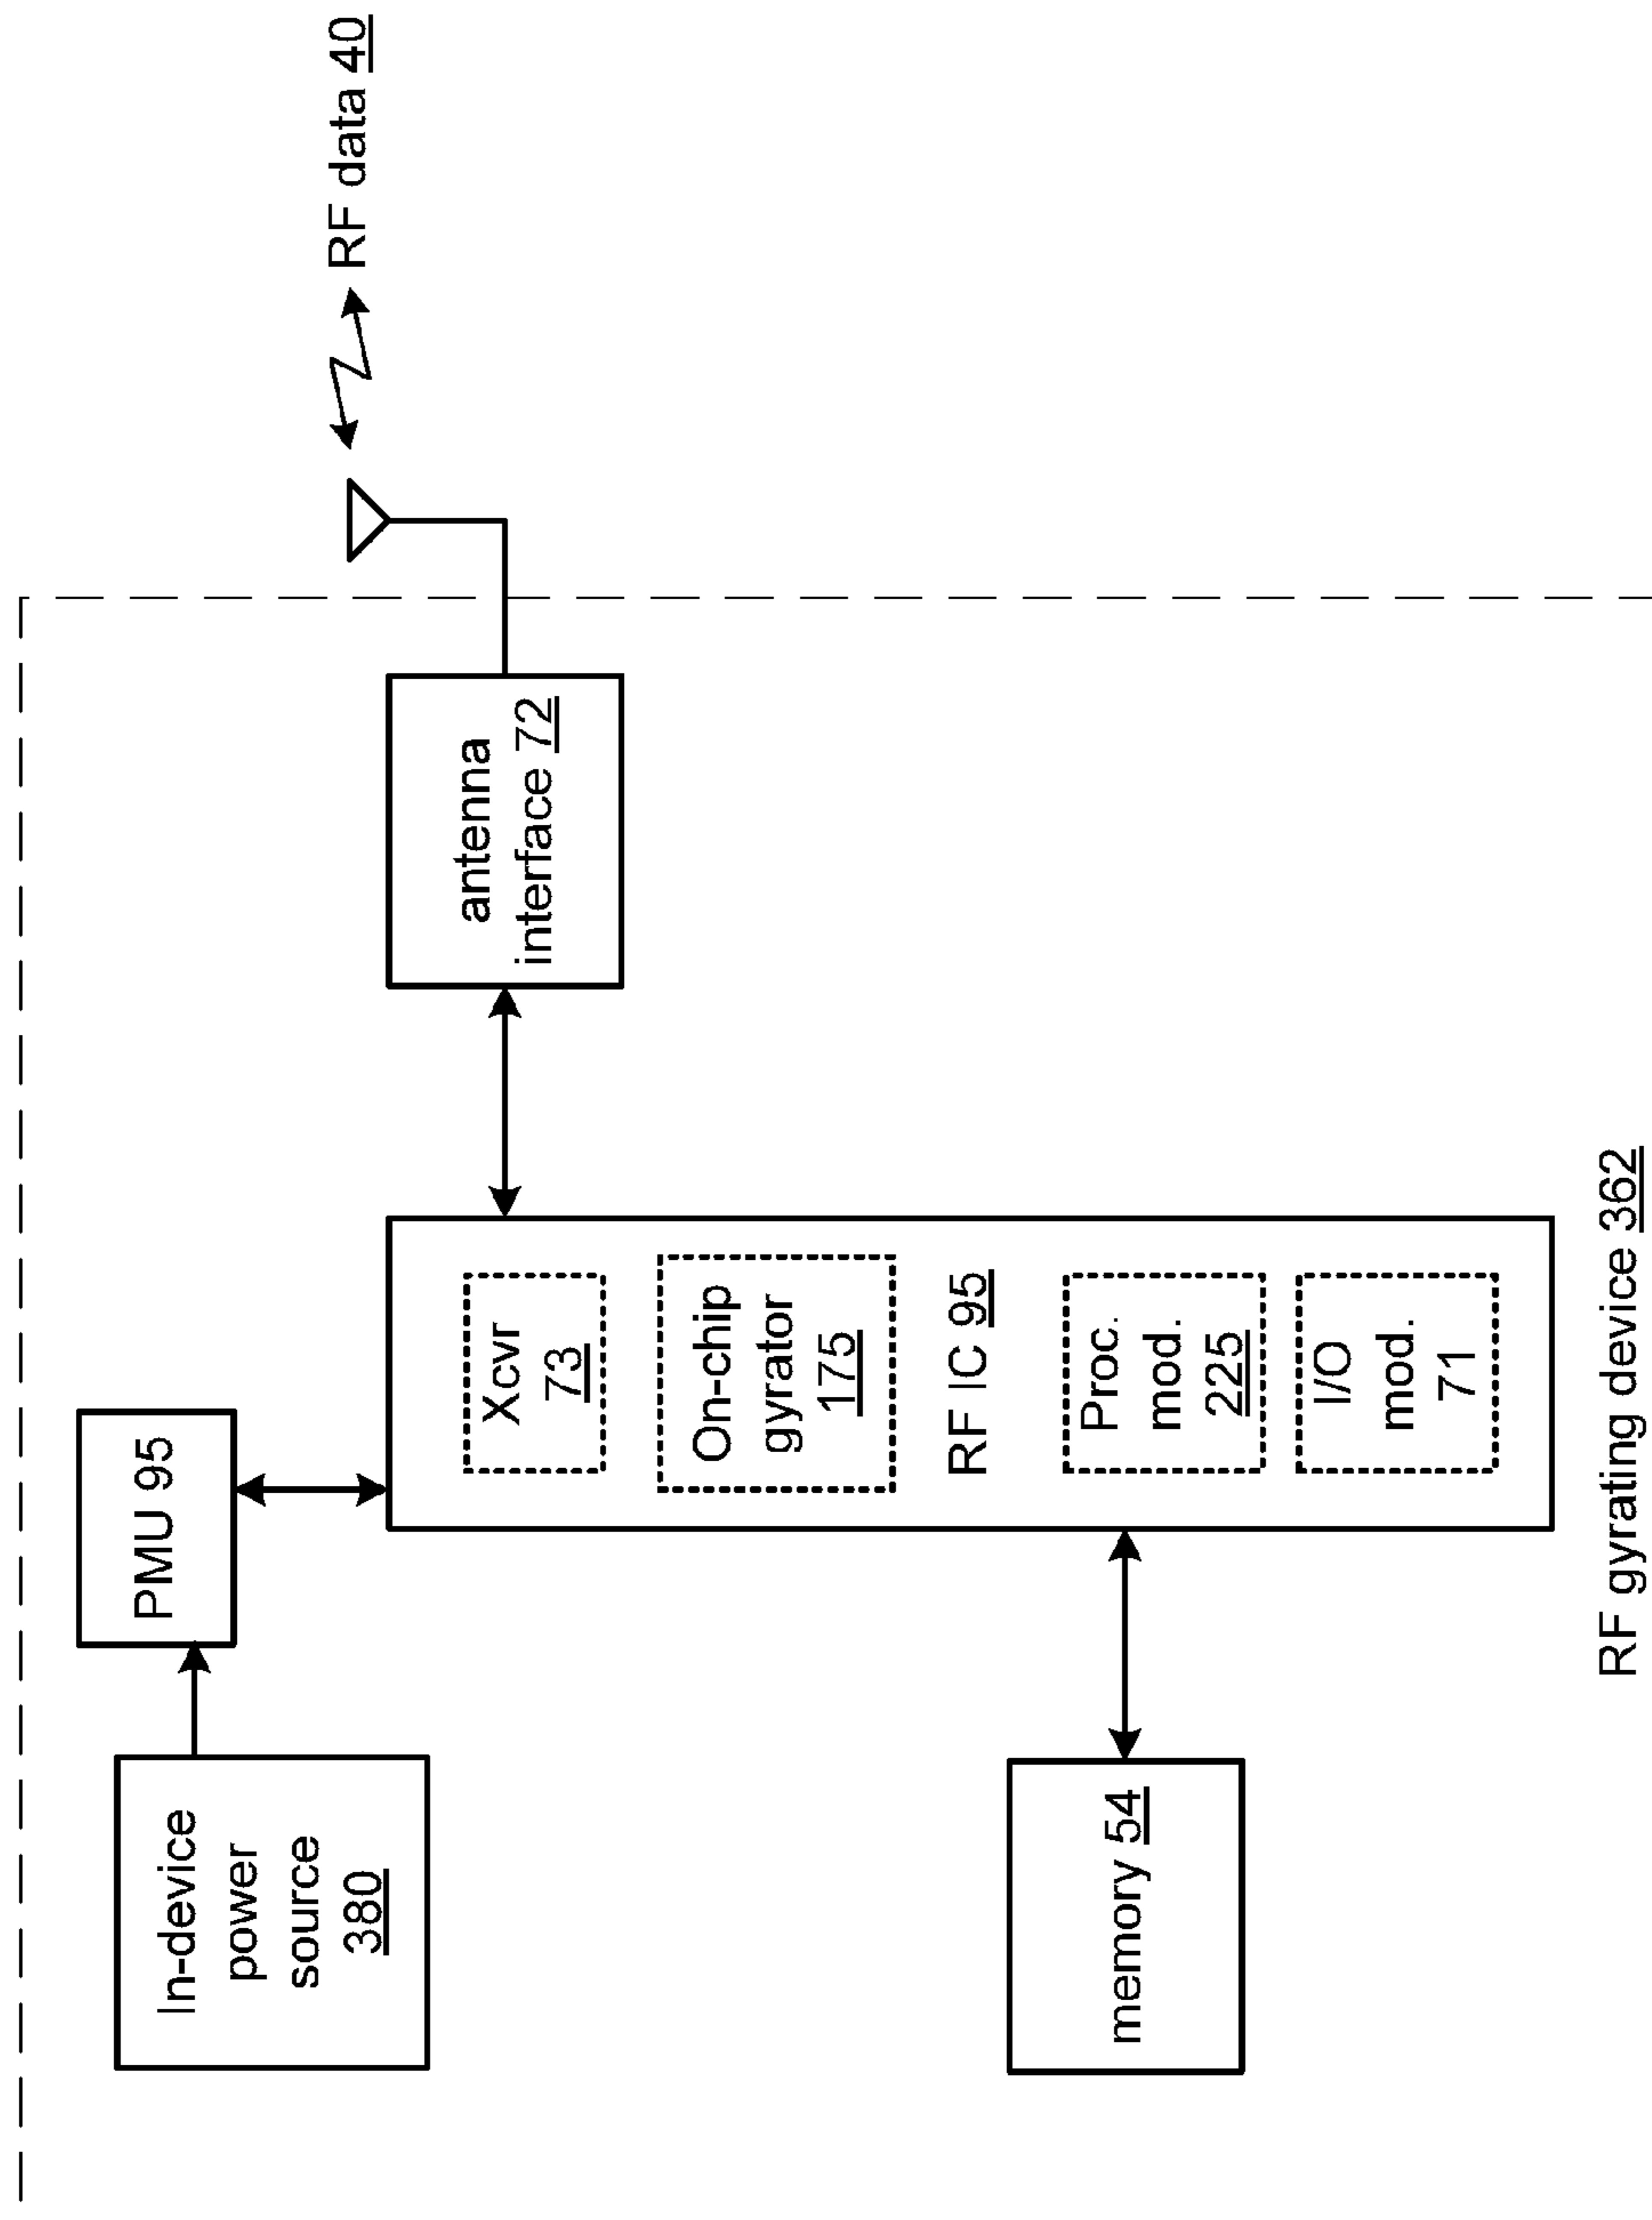 In-device
power
source
380
PMU 95
RF data 40
antenna
interface 72
Xcvr
73
On-chip
gyrator
175
RF IC 95
Proc.
mod.
225
I/O
mod.
71
memory 54
RF gyrating device 362